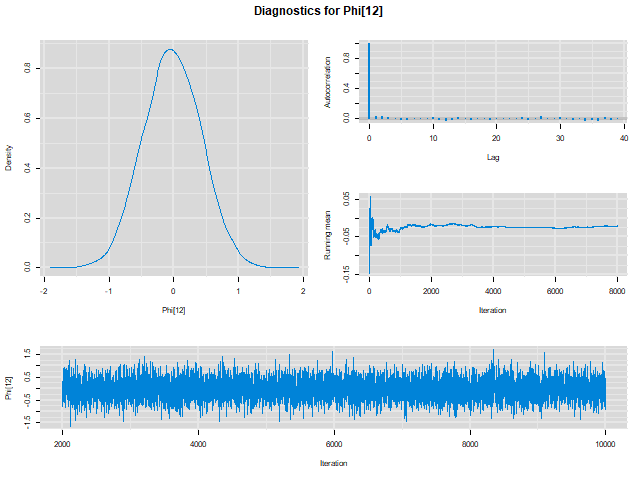 Diagnostics for Phi[12]
Density
0.0 0.2 0.4 0.6 0.8
-2 -1 0 1 2
Phi[12]
Autocorrelation
0.0 0.4 0.8
0 10 20 30 40
Lag
Running mean
-0.15 -0.05 0.05
0 2000 4000 6000 8000
Iteration
Phi[12]
-1.5 -0.5 0.5 1.5
2000 4000 6000 8000 10000
Iteration